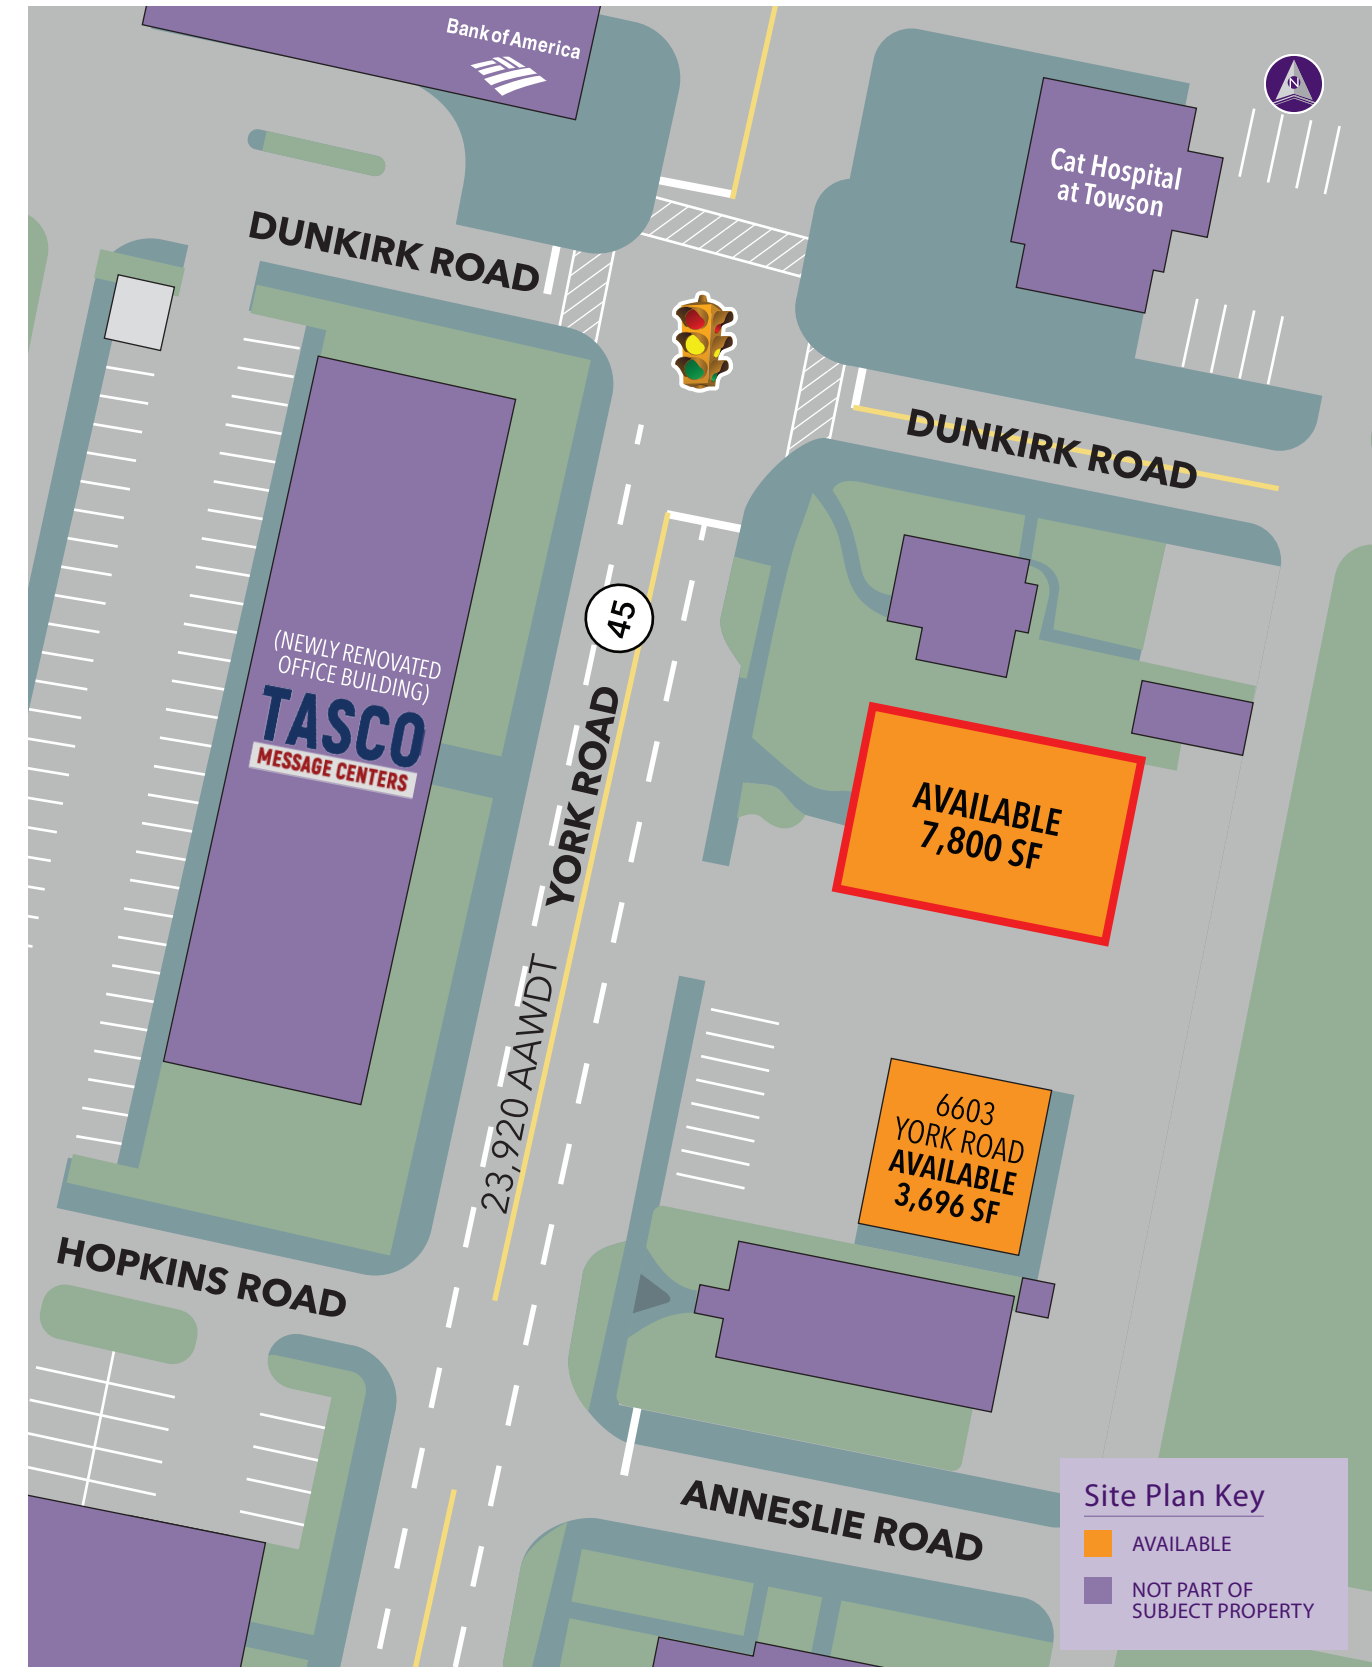 Bank of America
N
Cat Hospital
at Towson
DUNKIRK ROAD
DUNKIRK ROAD
45
(NEWLY RENOVATED
OFFICE BUILDING)
TASCO
MESSAGE CENTERS
YORK ROAD
AVAILABLE
7,800 SF
23,920 AAWDT
6603
YORK ROAD
AVAILABLE
3,696 SF
HOPKINS ROAD
ANNESLIE ROAD
Site Plan Key
AVAILABLE
NOT PART OF
SUBJECT PROPERTY